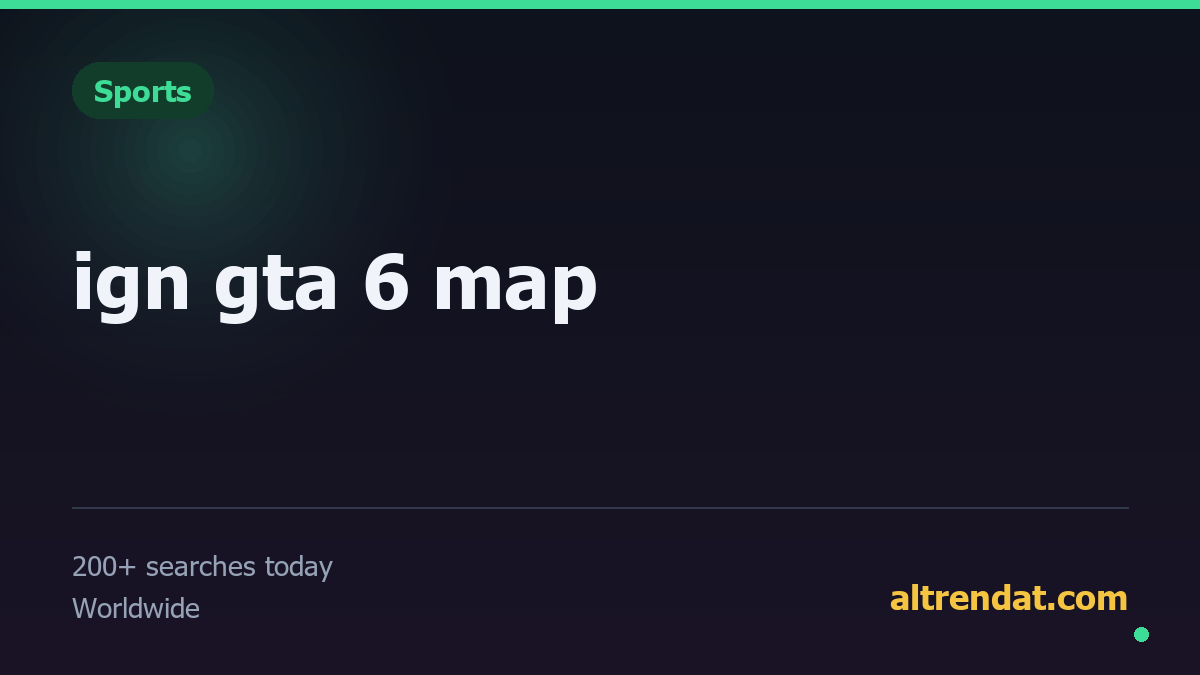 Sports
ign gta 6 map
200+ searches today
Worldwide
altrendat.com